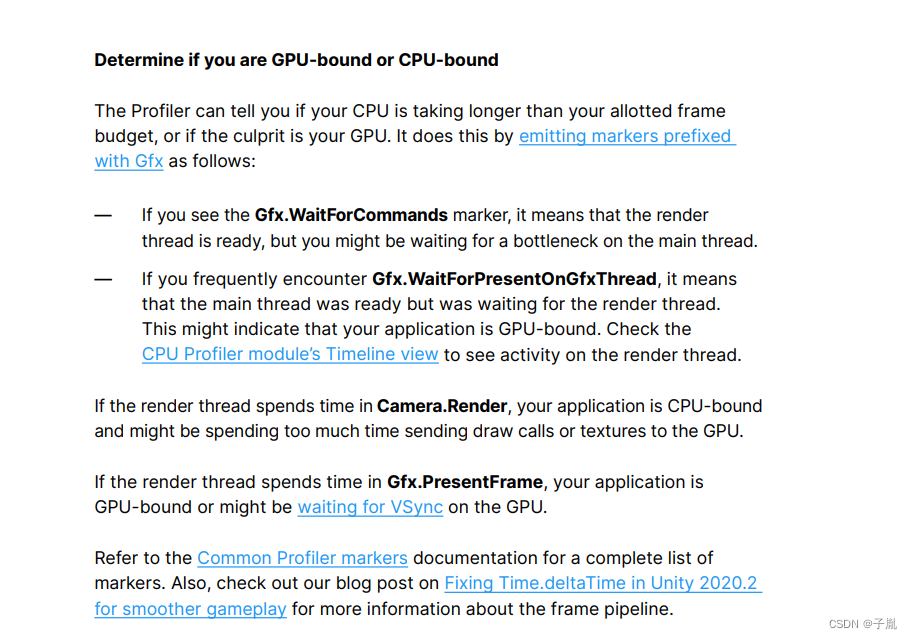 Determine if you are GPU-bound or CPU-bound
The Profiler can tell you if your CPU is taking longer than your allotted frame
budget, or if the culprit is your GPU. It does this by emitting markers prefixed
with Gfx as follows:
— If you see the Gfx.WaitForCommands marker, it means that the render
thread is ready, but you might be waiting for a bottleneck on the main thread.
— If you frequently encounter Gfx.WaitForPresentOnGfxThread, it means
that the main thread was ready but was waiting for the render thread.
This might indicate that your application is GPU-bound. Check the
CPU Profiler module’s Timeline view to see activity on the render thread.
If the render thread spends time in Camera.Render, your application is CPU-bound
and might be spending too much time sending draw calls or textures to the GPU.
If the render thread spends time in Gfx.PresentFrame, your application is
GPU-bound or might be waiting for VSync on the GPU.
Refer to the Common Profiler markers documentation for a complete list of
markers. Also, check out our blog post on Fixing Time.deltaTime in Unity 2020.2
for smoother gameplay for more information about the frame pipeline.
CSDN @子胤